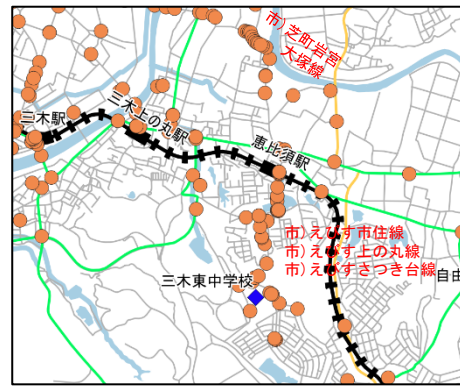 市）芝町岩宮
大塚線
三木駅
三木上の丸駅
恵比須駅
市）えびす市住線
市）えびす上の丸線
市）えびすさつき台線
三木東中学校
自由